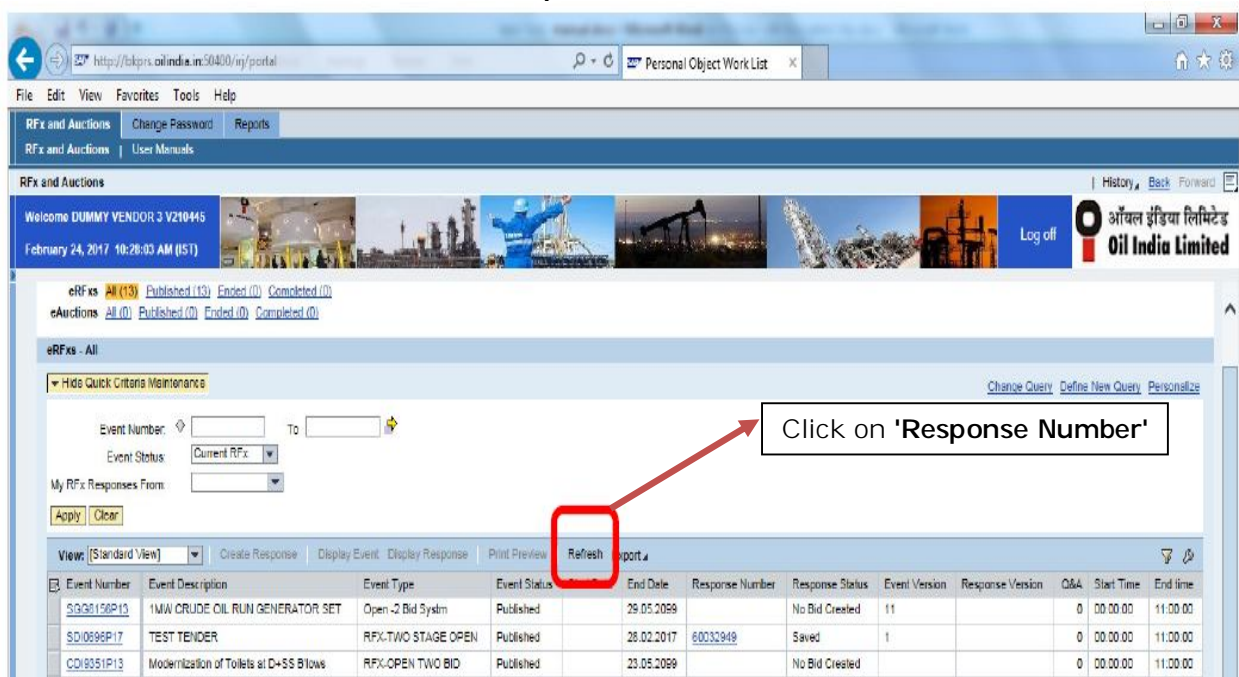 http://bkprs.oilindia.in:50400/irj/portal
Personal Object Work List
File Edit View Favorites Tools Help
RFx and Auctions Change Password Reports
RFx and Auctions | User Manuals
RFx and Auctions | History Back Forward
Welcome DUMMY VENDOR 3 V210445
February 24, 2017 10:28:03 AM (IST)
Log off
ऑयल इंडिया लिमिटेड
Oil India Limited
eRFxs All (13) Published (13) Ended (0) Completed (0)
eAuctions All (0) Published (0) Ended (0) Completed (0)
eRFxs - All
Hide Quick Criteria Maintenance Change Query Define New Query Personalize
Click on 'Response Number'
Event Number: To
Event Status: Current RFx
My RFx Responses From:
Apply Clear
View: [Standard View] Create Response Display Event Display Response Print Preview Refresh xport
Event Number Event Description Event Type Event Status End Date Response Number Response Status Event Version Response Version Q&A Start Time End time
SGG6156P13 1MW CRUDE OIL RUN GENERATOR SET Open -2 Bid Systm Published 29.05.2099 No Bid Created 11 0 00:00:00 11:00:00
SDI0696P17 TEST TENDER RFX-TWO STAGE OPEN Published 28.02.2017 60032949 Saved 1 0 00:00:00 11:00:00
CDI9351P13 Modernization of Toilets at D+SS B'lows RFX-OPEN TWO BID Published 23.05.2099 No Bid Created 0 00:00:00 11:00:00